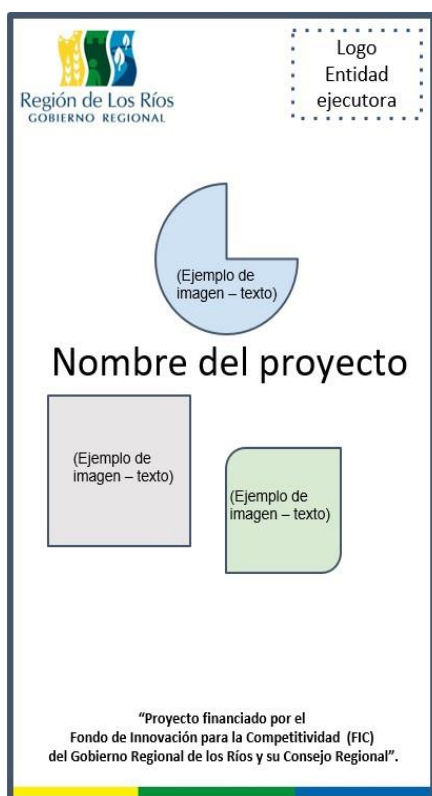 Región de Los Ríos
GOBIERNO REGIONAL
Logo
Entidad
ejecutora
(Ejemplo de
imagen – texto)
Nombre del proyecto
(Ejemplo de
imagen – texto)
(Ejemplo de
imagen – texto)
“Proyecto financiado por el
Fondo de Innovación para la Competitividad (FIC)
del Gobierno Regional de los Ríos y su Consejo Regional”.